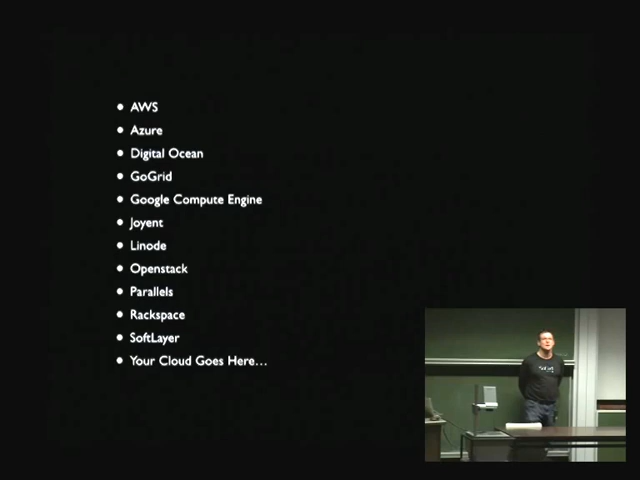 • AWS
• Azure
• Digital Ocean
• GoGrid
• Google Compute Engine
• Joyent
• Linode
• Openstack
• Parallels
• Rackspace
• SoftLayer
• Your Cloud Goes Here…